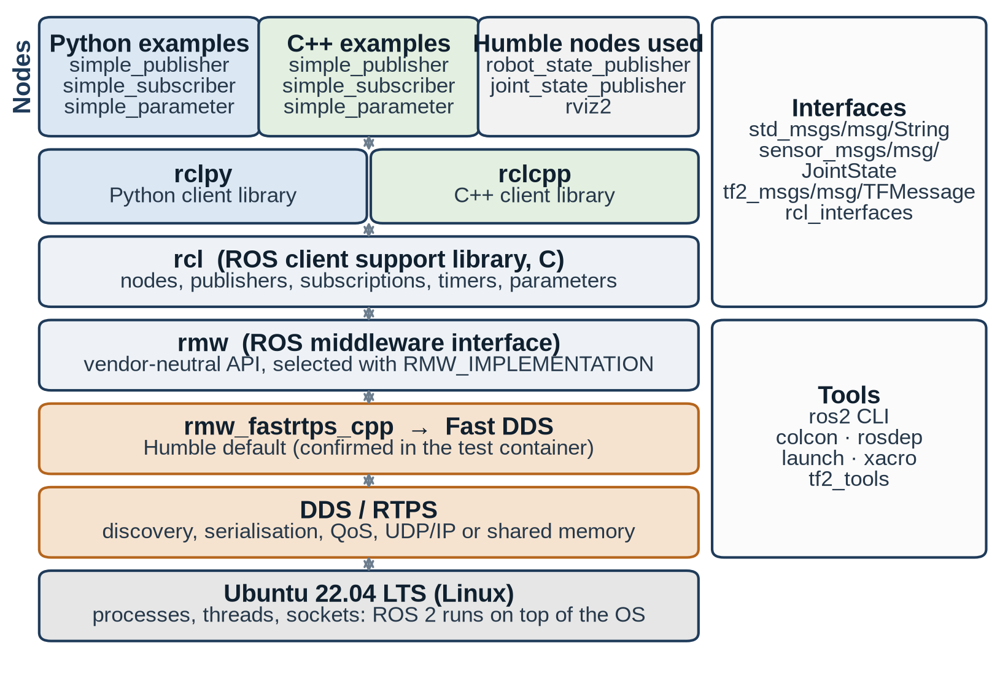 Nodes
Python examples
simple_publisher
simple_subscriber
simple_parameter
C++ examples
simple_publisher
simple_subscriber
simple_parameter
Humble nodes used
robot_state_publisher
joint_state_publisher
rviz2
rclpy
Python client library
rclcpp
C++ client library
rcl (ROS client support library, C)
nodes, publishers, subscriptions, timers, parameters
rmw (ROS middleware interface)
vendor-neutral API, selected with RMW_IMPLEMENTATION
rmw_fastrtps_cpp → Fast DDS
Humble default (confirmed in the test container)
DDS / RTPS
discovery, serialisation, QoS, UDP/IP or shared memory
Ubuntu 22.04 LTS (Linux)
processes, threads, sockets: ROS 2 runs on top of the OS
Interfaces
std_msgs/msg/String
sensor_msgs/msg/
JointState
tf2_msgs/msg/TFMessage
rcl_interfaces
Tools
ros2 CLI
colcon · rosdep
launch · xacro
tf2_tools